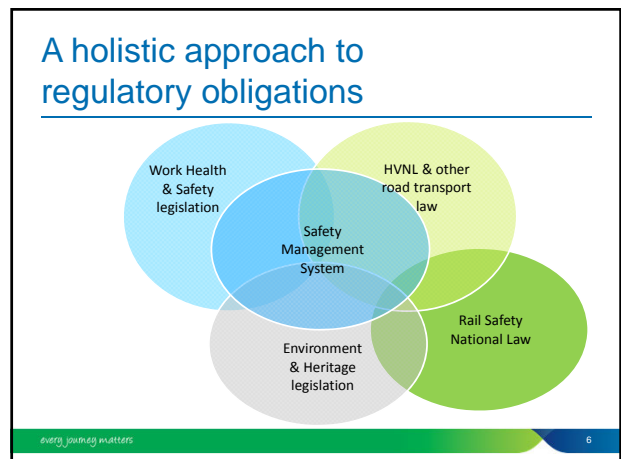 A holistic approach to
regulatory obligations
Work Health
& Safety
legislation
HVNL & other
road transport
law
Safety
Management
System
Rail Safety
National Law
Environment
& Heritage
legislation
every journey matters
6